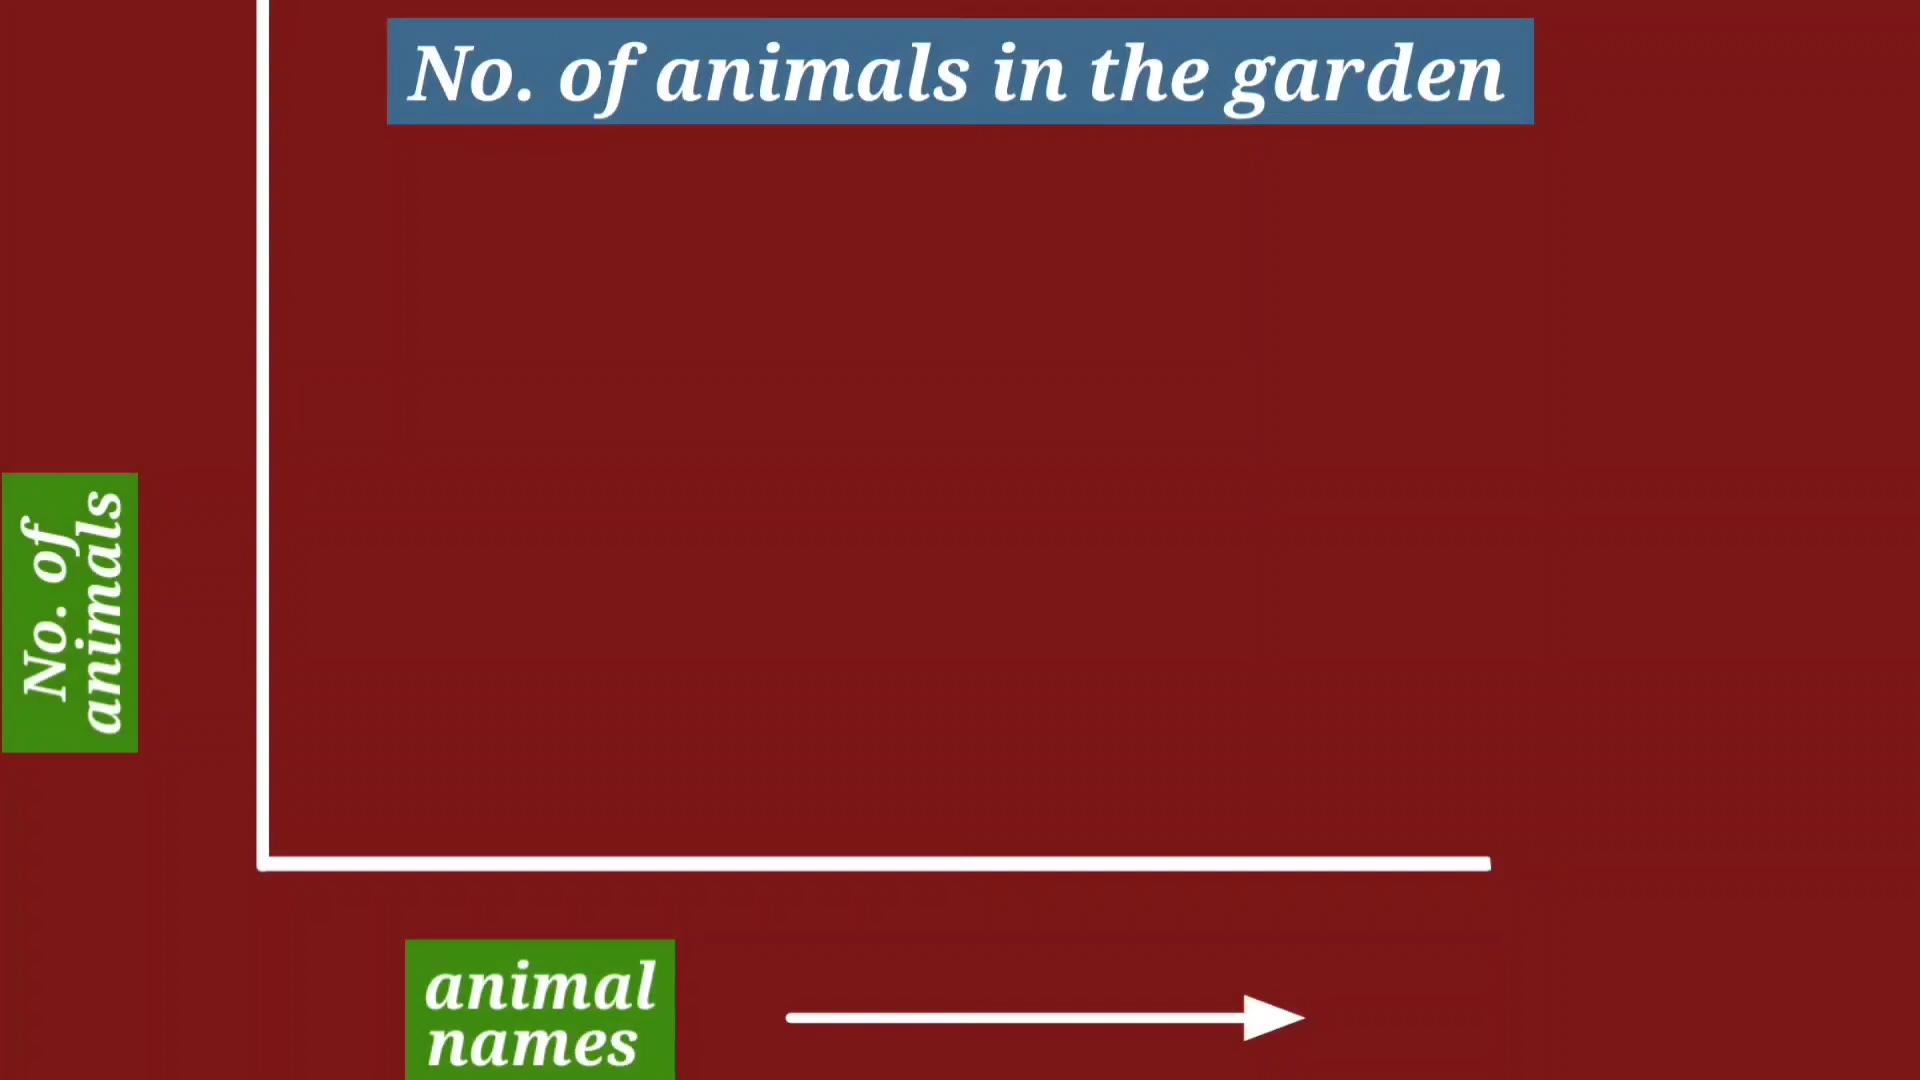 No. of animals in the garden
No. of
animals
animal
names